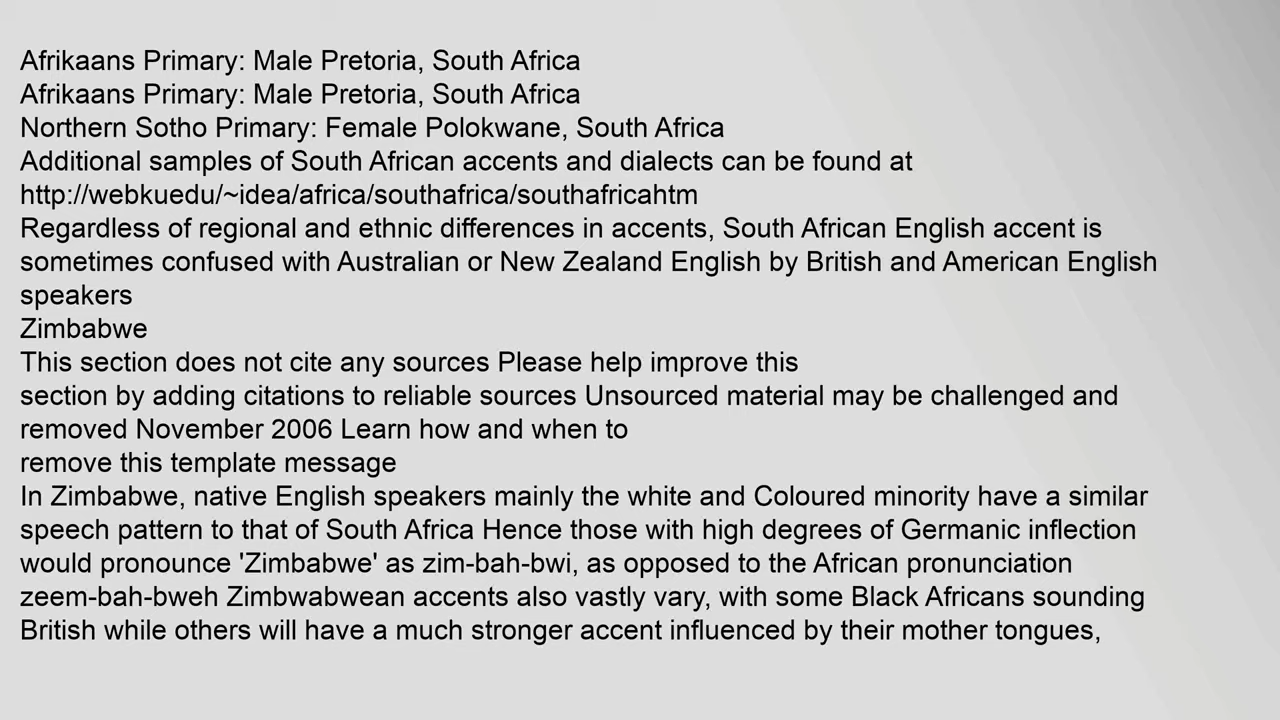 Afrikaans Primary: Male Pretoria, South Africa
Afrikaans Primary: Male Pretoria, South Africa
Northern Sotho Primary: Female Polokwane, South Africa
Additional samples of South African accents and dialects can be found at
http://webkuedu/~idea/africa/southafrica/southafricahtm
Regardless of regional and ethnic differences in accents, South African English accent is
sometimes confused with Australian or New Zealand English by British and American English
speakers
Zimbabwe
This section does not cite any sources Please help improve this
section by adding citations to reliable sources Unsourced material may be challenged and
removed November 2006 Learn how and when to
remove this template message
In Zimbabwe, native English speakers mainly the white and Coloured minority have a similar
speech pattern to that of South Africa Hence those with high degrees of Germanic inflection
would pronounce 'Zimbabwe' as zim-bah-bwi, as opposed to the African pronunciation
zeem-bah-bweh Zimbwabwean accents also vastly vary, with some Black Africans sounding
British while others will have a much stronger accent influenced by their mother tongues,